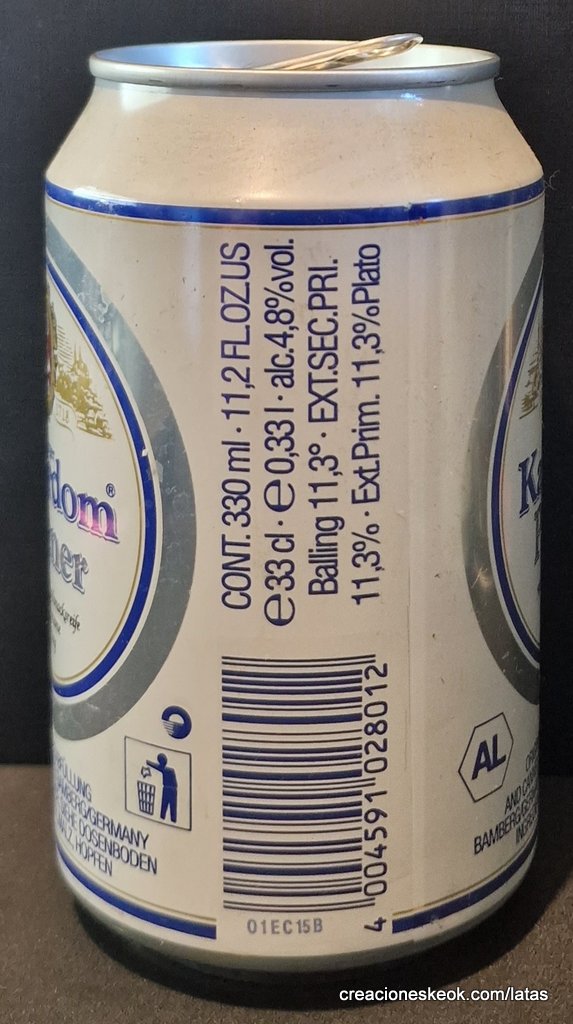 CONT. 330 ml · 11,2 FL.OZ.US
e 33 cl · e 0,33 l · alc.4,8%vol.
Balling 11,3° · EXT.SEC.PRI.
11,3% · Ext.Prim. 11,3%Plato
dom®
ner
4 004591 028012
01EC15B
AL
BAMBERG/GERMANY
DOSENBODEN
HOPFEN
AND
BAMBERG/
creacioneskeok.com/latas